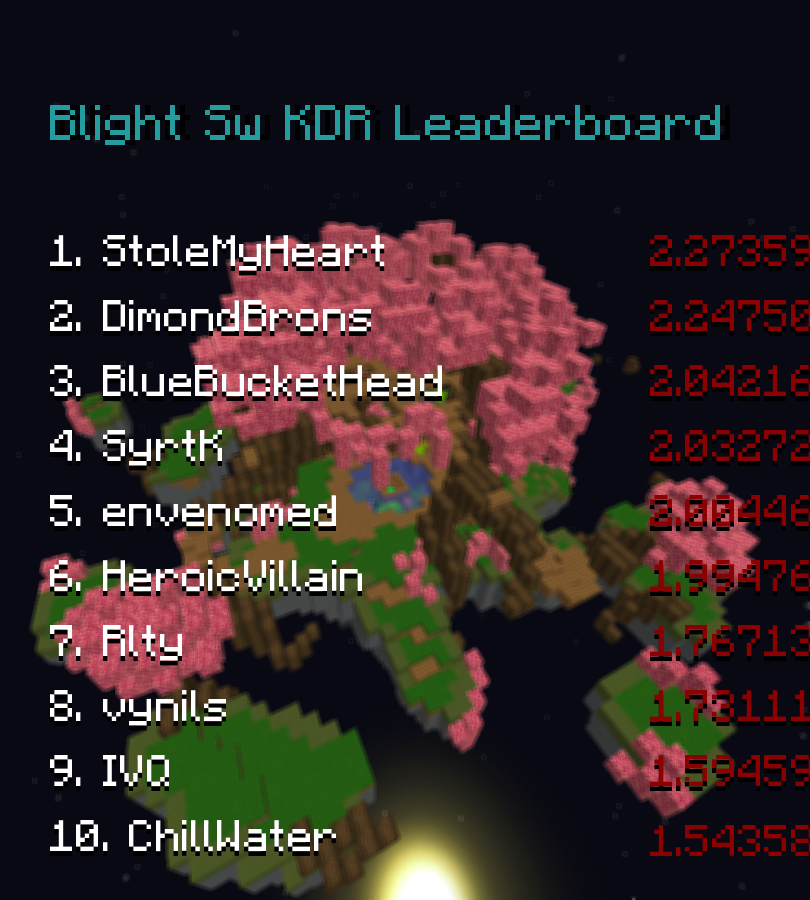 Blight Sw KDR Leaderboard
1. StoleMyHeart 2.27359
2. DimondBrons 2.24750
3. BlueBucketHead 2.04216
4. SyrtK 2.03272
5. envenomed 2.00446
6. HeroicVillain 1.99476
7. Alty 1.76713
8. vynils 1.73111
9. IVQ 1.59459
10. ChillWater 1.54358